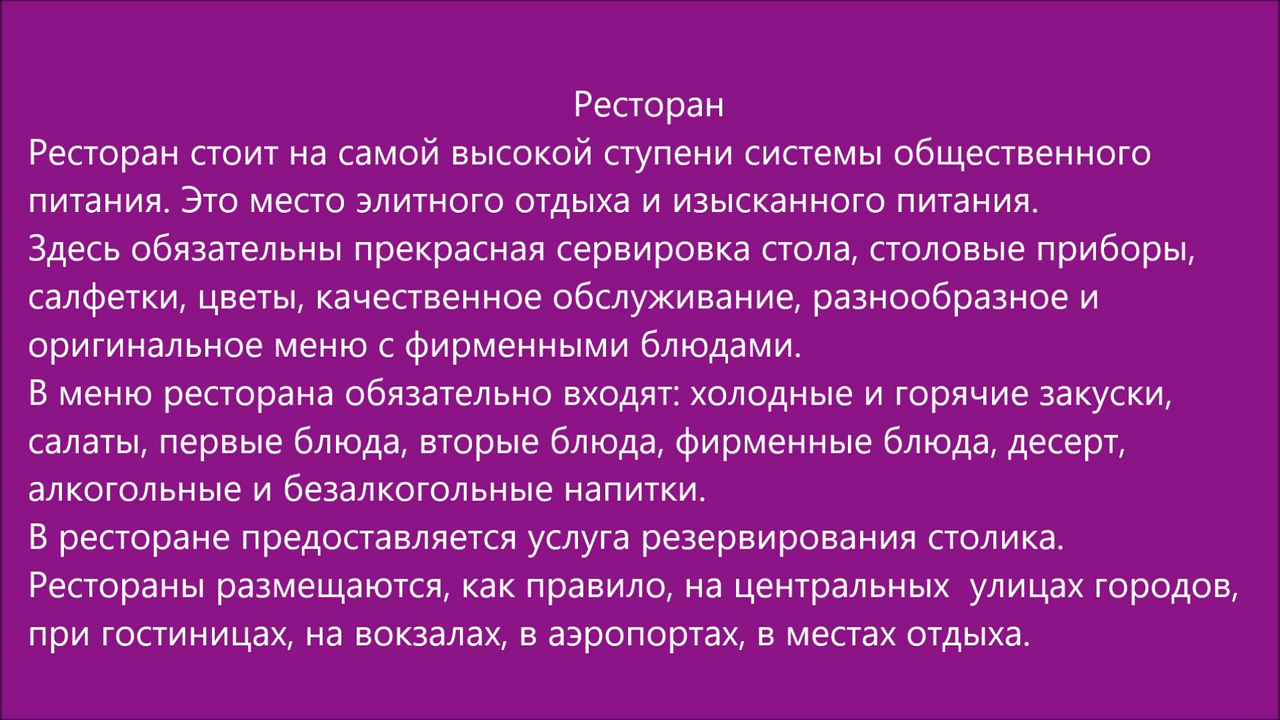 Ресторан
Ресторан стоит на самой высокой ступени системы общественного
питания. Это место элитного отдыха и изысканного питания.
Здесь обязательны прекрасная сервировка стола, столовые приборы,
салфетки, цветы, качественное обслуживание, разнообразное и
оригинальное меню с фирменными блюдами.
В меню ресторана обязательно входят: холодные и горячие закуски,
салаты, первые блюда, вторые блюда, фирменные блюда, десерт,
алкогольные и безалкогольные напитки.
В ресторане предоставляется услуга резервирования столика.
Рестораны размещаются, как правило, на центральных  улицах городов,
при гостиницах, на вокзалах, в аэропортах, в местах отдыха.